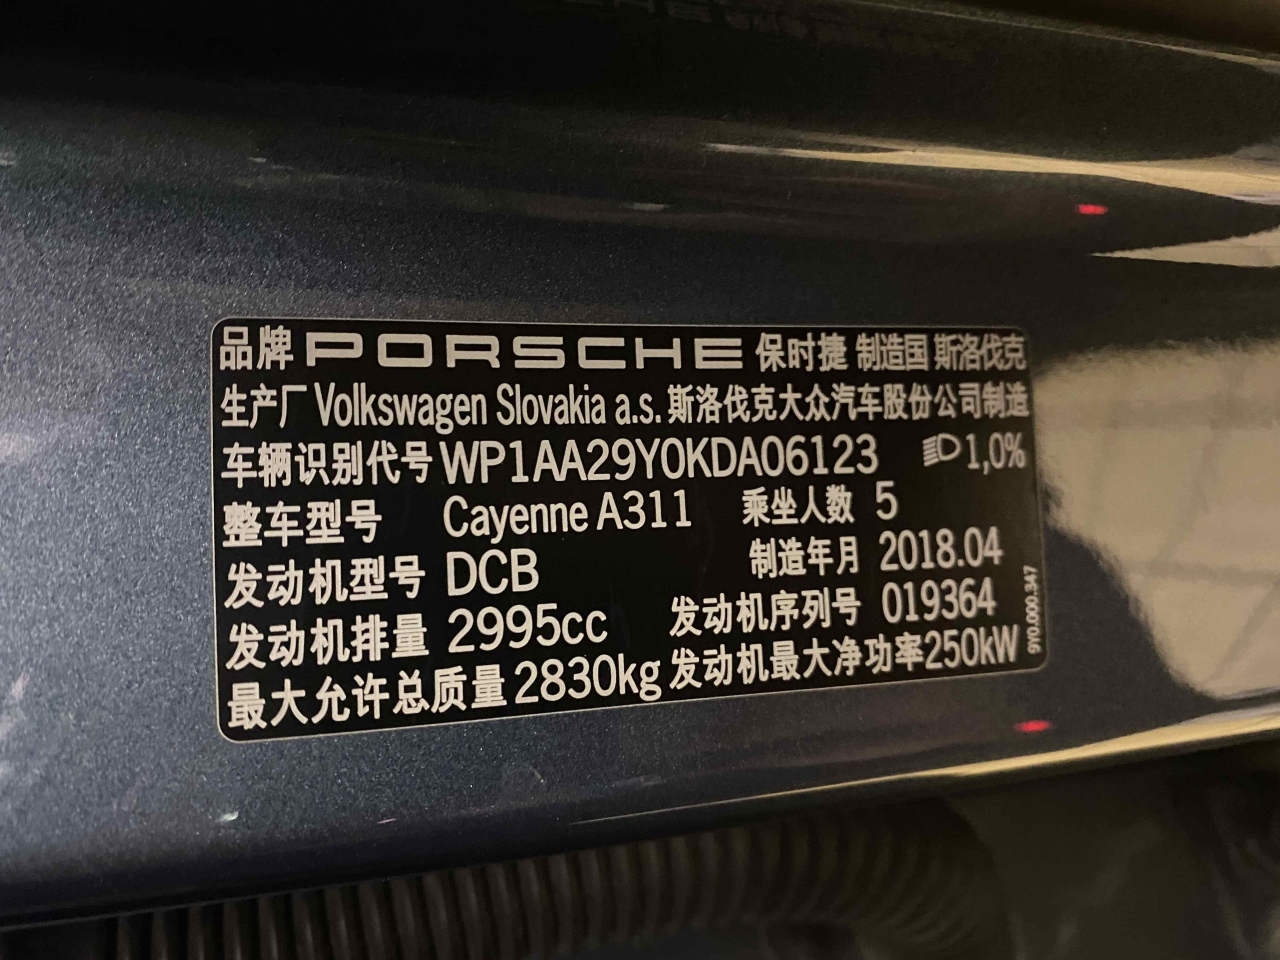 品牌 PORSCHE 保时捷 制造国 斯洛伐克
生产厂 Volkswagen Slovakia a.s. 斯洛伐克大众汽车股份公司制造
车辆识别代号 WP1AA29Y0KDA06123 1,0%
整车型号 Cayenne A311 乘坐人数 5
发动机型号 DCB 制造年月 2018.04
发动机排量 2995cc 发动机序列号 019364
最大允许总质量 2830kg 发动机最大净功率250kW
9Y0.000.347